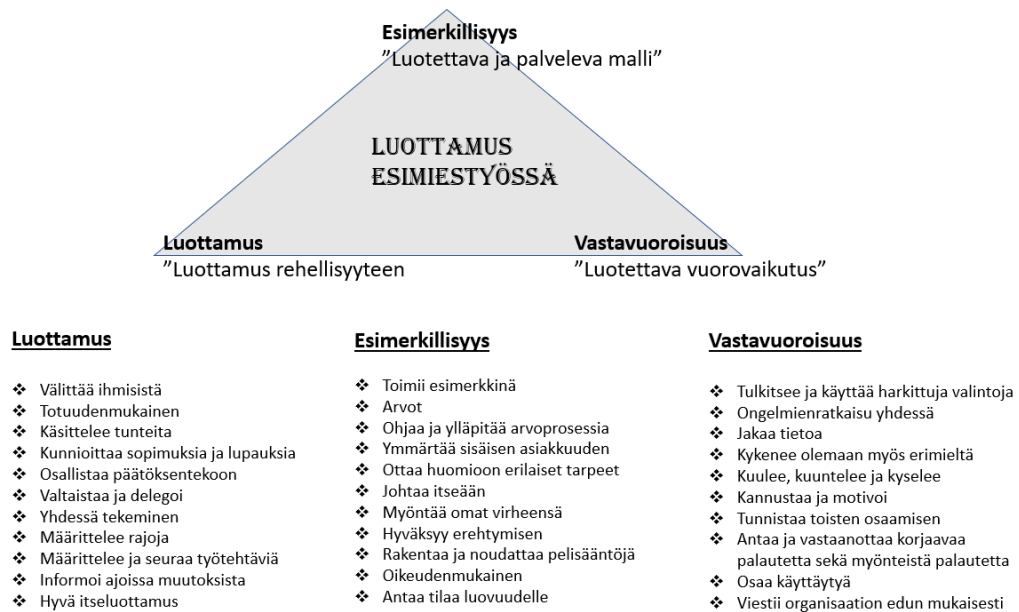 Esimerkillisyys
”Luotettava ja palveleva malli”
LUOTTAMUS
ESIMIESTYÖSSÄ
Luottamus
”Luottamus rehellisyyteen
Vastavuoroisuus
”Luotettava vuorovaikutus”
Luottamus
❖ Välittää ihmisistä
❖ Totuudenmukainen
❖ Käsittelee tunteita
❖ Kunnioittaa sopimuksia ja lupauksia
❖ Osallistaa päätöksentekoon
❖ Valtaistaa ja delegoi
❖ Yhdessä tekeminen
❖ Määrittelee rajoja
❖ Määrittelee ja seuraa työtehtäviä
❖ Informoi ajoissa muutoksista
❖ Hyvä itseluottamus
Esimerkillisyys
❖ Toimii esimerkkinä
❖ Arvot
❖ Ohjaa ja ylläpitää arvoprosessia
❖ Ymmärtää sisäisen asiakkuuden
❖ Ottaa huomioon erilaiset tarpeet
❖ Johtaa itseään
❖ Myöntää omat virheensä
❖ Hyväksyy erehtymisen
❖ Rakentaa ja noudattaa pelisääntöjä
❖ Oikeudenmukainen
❖ Antaa tilaa luovuudelle
Vastavuoroisuus
❖ Tulkitsee ja käyttää harkittuja valintoja
❖ Ongelmienratkaisu yhdessä
❖ Jakaa tietoa
❖ Kykenee olemaan myös erimieltä
❖ Kuulee, kuuntelee ja kyselee
❖ Kannustaa ja motivoi
❖ Tunnistaa toisten osaamisen
❖ Antaa ja vastaanottaa korjaavaa
palautetta sekä myönteistä palautetta
❖ Osaa käyttäytyä
❖ Viestii organisaation edun mukaisesti